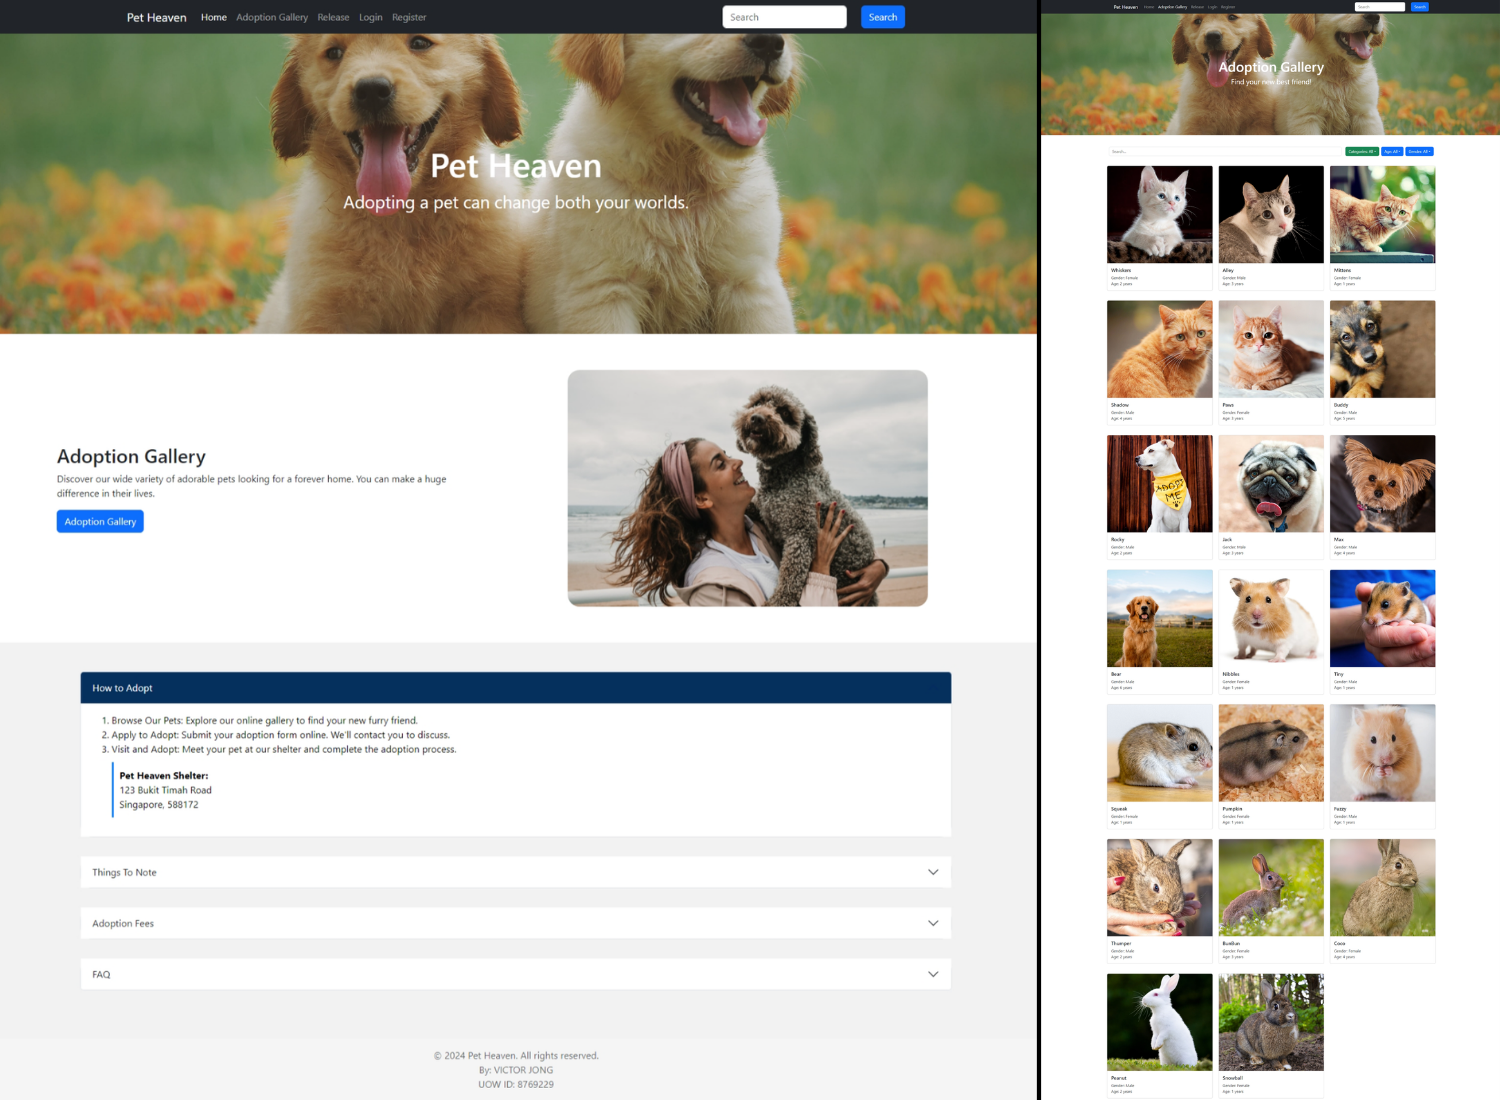 Pet Heaven
Home
Adoption Gallery
Release
Login
Register
Search
Search
Pet Heaven
Adopting a pet can change both your worlds.
Adoption Gallery
Discover our wide variety of adorable pets looking for a forever home. You can make a huge
difference in their lives.
Adoption Gallery
How to Adopt
1. Browse Our Pets: Explore our online gallery to find your new furry friend.
2. Apply to Adopt: Submit your adoption form online. We'll contact you to discuss.
3. Visit and Adopt: Meet your pet at our shelter and complete the adoption process.
Pet Heaven Shelter:
123 Bukit Timah Road
Singapore, 588172
Things To Note
Adoption Fees
FAQ
© 2024 Pet Heaven. All rights reserved.
By: VICTOR JONG
UOW ID: 8769229
Pet Heaven
Home
Adoption Gallery
Release
Login
Register
Search
Search
Adoption Gallery
Find your new best friend!
Search...
Categories: All
Age: All
Gender: All
Whiskers
Gender: Female
Age: 2 years
Alley
Gender: Male
Age: 3 years
Mittens
Gender: Female
Age: 1 years
Shadow
Gender: Male
Age: 4 years
Paws
Gender: Female
Age: 3 years
Buddy
Gender: Male
Age: 5 years
ADOPT
ME
Rocky
Gender: Male
Age: 2 years
Jack
Gender: Male
Age: 3 years
Max
Gender: Male
Age: 4 years
Bear
Gender: Male
Age: 6 years
Nibbles
Gender: Female
Age: 1 years
Tiny
Gender: Male
Age: 1 years
Squeak
Gender: Female
Age: 1 years
Pumpkin
Gender: Female
Age: 1 years
Fuzzy
Gender: Male
Age: 1 years
Thumper
Gender: Male
Age: 2 years
BunBun
Gender: Female
Age: 3 years
Coco
Gender: Female
Age: 4 years
Peanut
Gender: Male
Age: 2 years
Snowball
Gender: Female
Age: 1 years